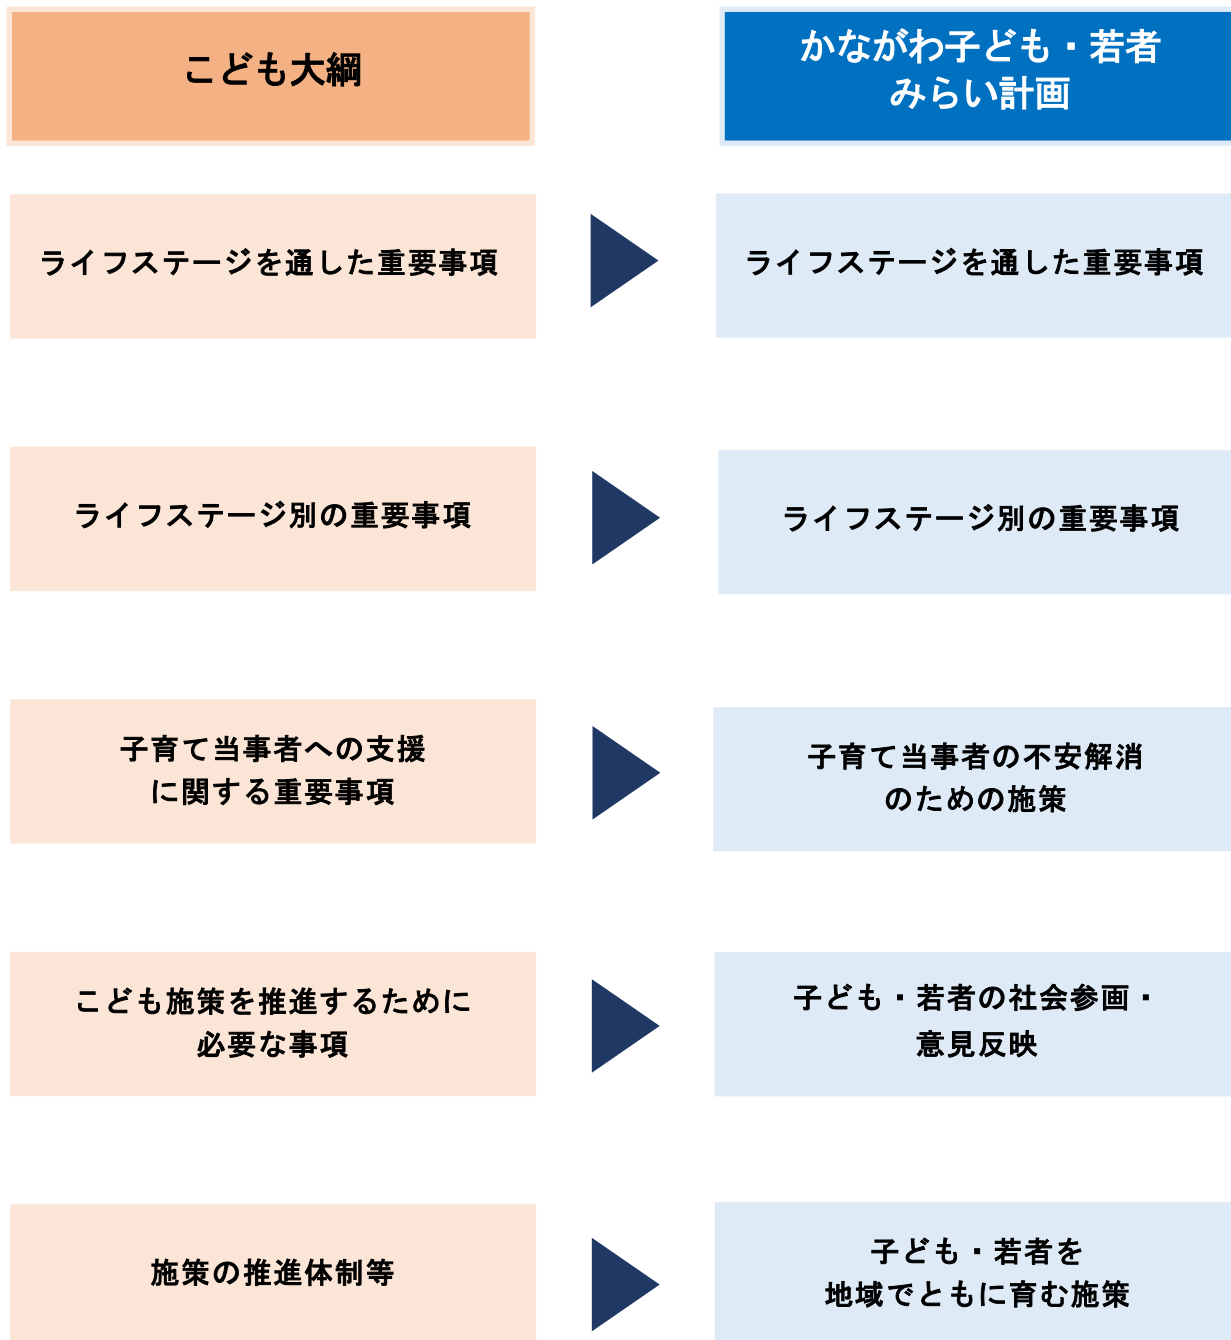 こども大綱
かながわ子ども・若者
みらい計画
ライフステージを通した重要事項
ライフステージを通した重要事項
ライフステージ別の重要事項
ライフステージ別の重要事項
子育て当事者への支援
に関する重要事項
子育て当事者の不安解消
のための施策
こども施策を推進するために
必要な事項
子ども・若者の社会参画・
意見反映
施策の推進体制等
子ども・若者を
地域でともに育む施策